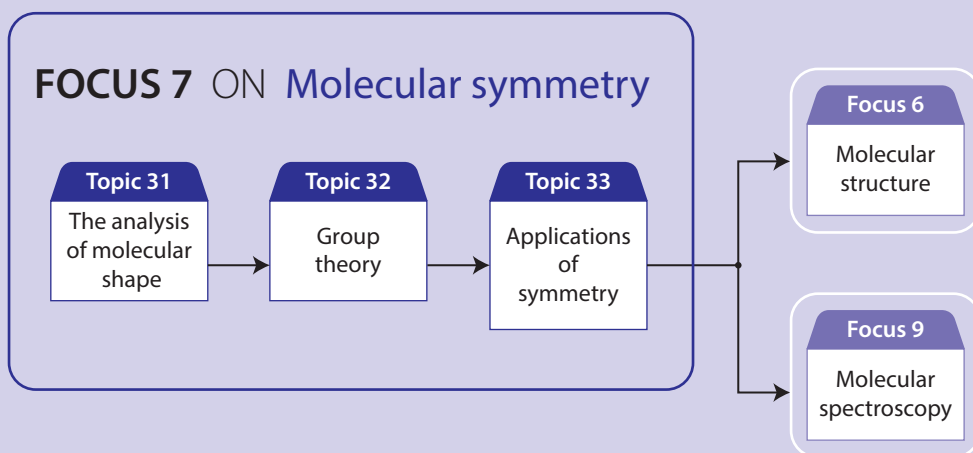 FOCUS 7 ON Molecular symmetry
Topic 31
The analysis
of molecular
shape
Topic 32
Group
theory
Topic 33
Applications
of
symmetry
Focus 6
Molecular
structure
Focus 9
Molecular
spectroscopy